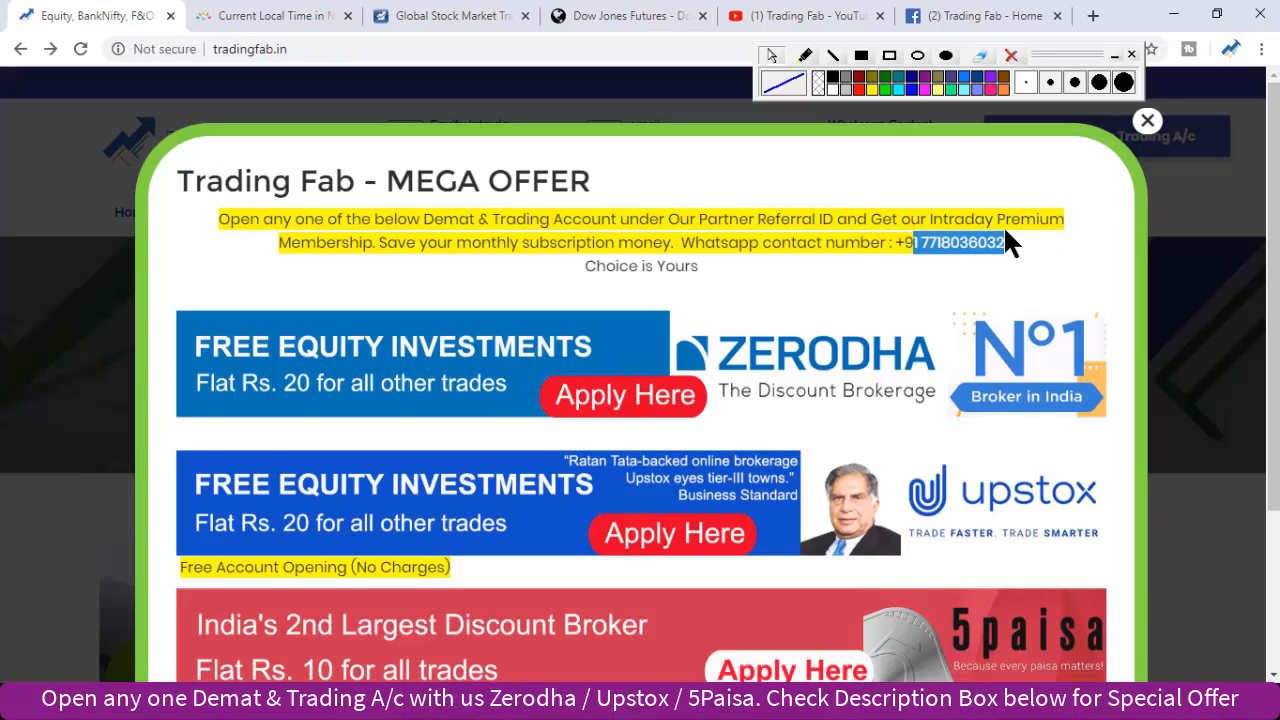 Equity, BankNifty, F&O
Current Local Time in N
Global Stock Market Tra
Dow Jones Futures - Do
(1) Trading Fab - YouTu
(2) Trading Fab - Home
Not secure
tradingfab.in
Trading A/c
Trading Fab - MEGA OFFER
Open any one of the below Demat & Trading Account under Our Partner Referral ID and Get our Intraday Premium
Membership. Save your monthly subscription money. Whatsapp contact number : +91 7718036032
Choice is Yours
FREE EQUITY INVESTMENTS
Flat Rs. 20 for all other trades
Apply Here
ZERODHA
The Discount Brokerage
Nº1
Broker in India
FREE EQUITY INVESTMENTS
Flat Rs. 20 for all other trades
"Ratan Tata-backed online brokerage
Upstox eyes tier-III towns."
Business Standard
Apply Here
upstox
TRADE FASTER. TRADE SMARTER
Free Account Opening (No Charges)
India's 2nd Largest Discount Broker
Flat Rs. 10 for all trades
Apply Here
5paisa
Because every paisa matters!
Open any one Demat & Trading A/c with us Zerodha / Upstox / 5Paisa. Check Description Box below for Special Offer